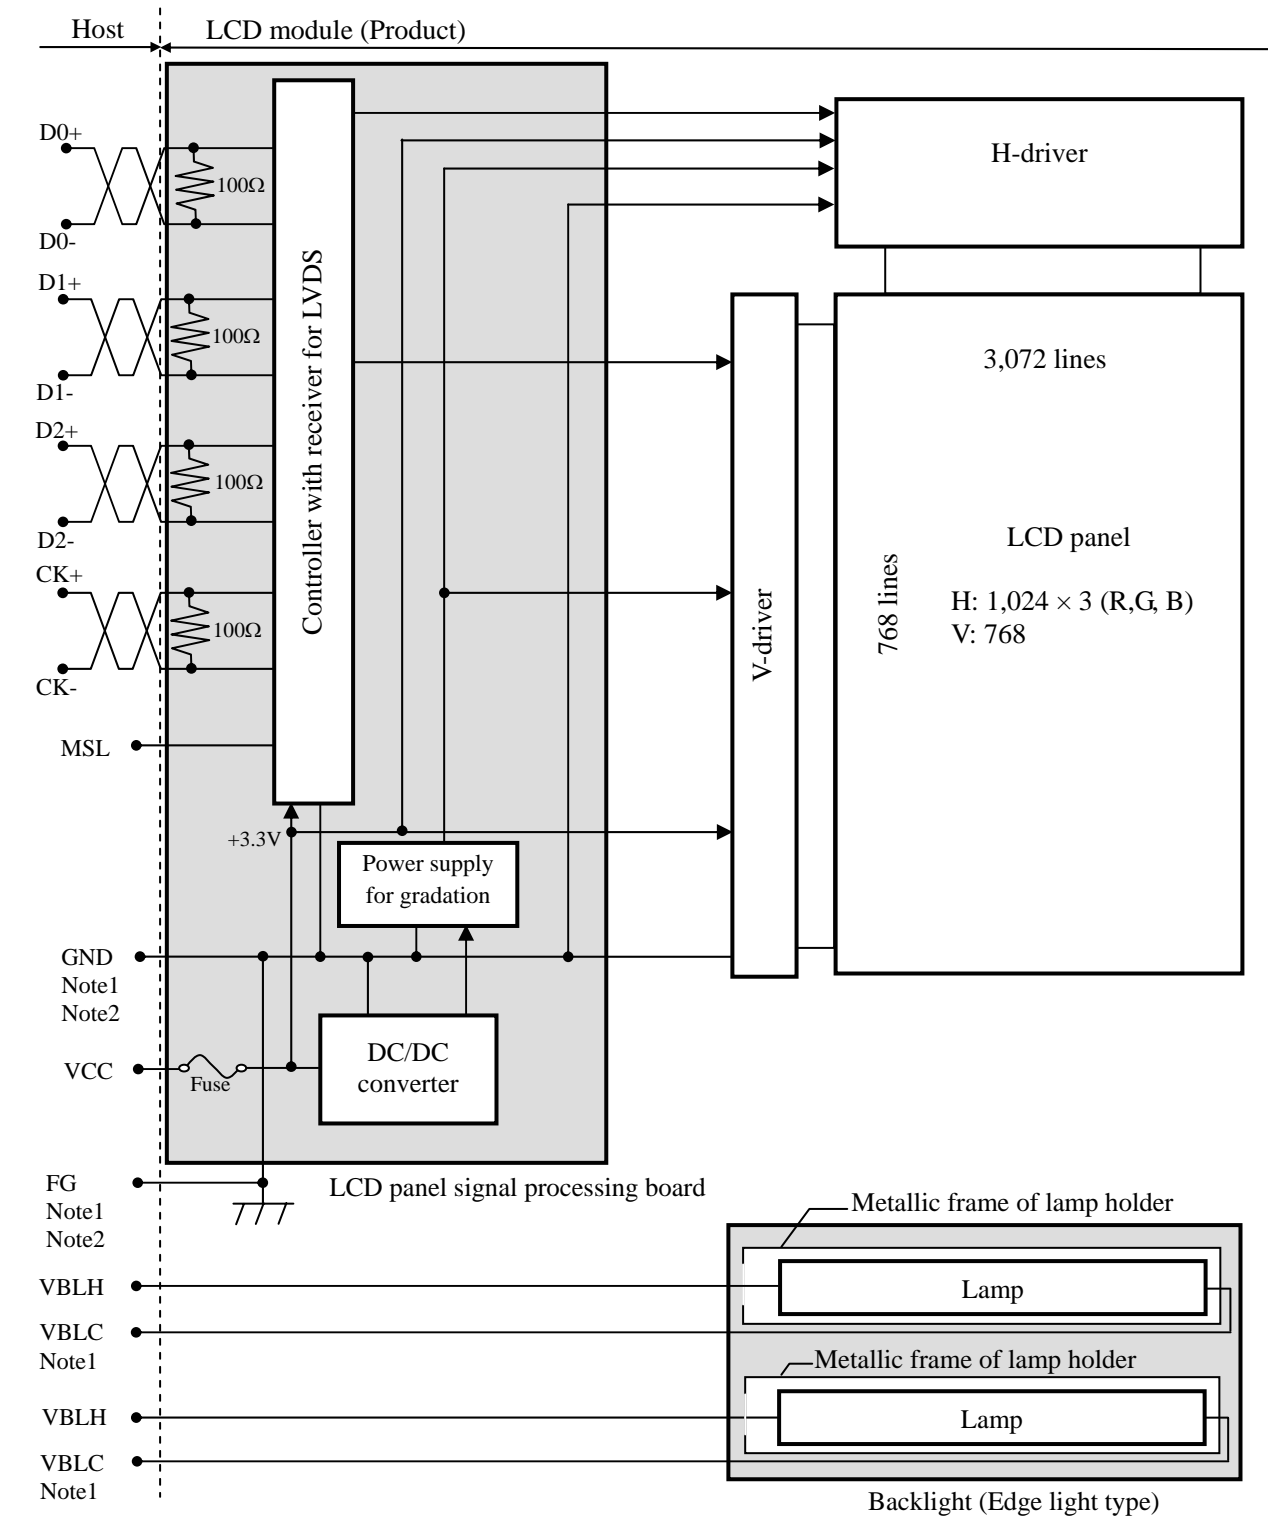 Host
LCD module (Product)
D0+
100Ω
D0-
D1+
100Ω
D1-
D2+
100Ω
D2-
CK+
100Ω
CK-
MSL
Controller with receiver for LVDS
H-driver
V-driver
3,072 lines
768 lines
LCD panel
H: 1,024 × 3 (R,G, B)
V: 768
+3.3V
Power supply
for gradation
GND
Note1
Note2
VCC
Fuse
DC/DC
converter
FG
Note1
Note2
LCD panel signal processing board
Metallic frame of lamp holder
VBLH
Lamp
VBLC
Note1
Metallic frame of lamp holder
VBLH
Lamp
VBLC
Note1
Backlight (Edge light type)